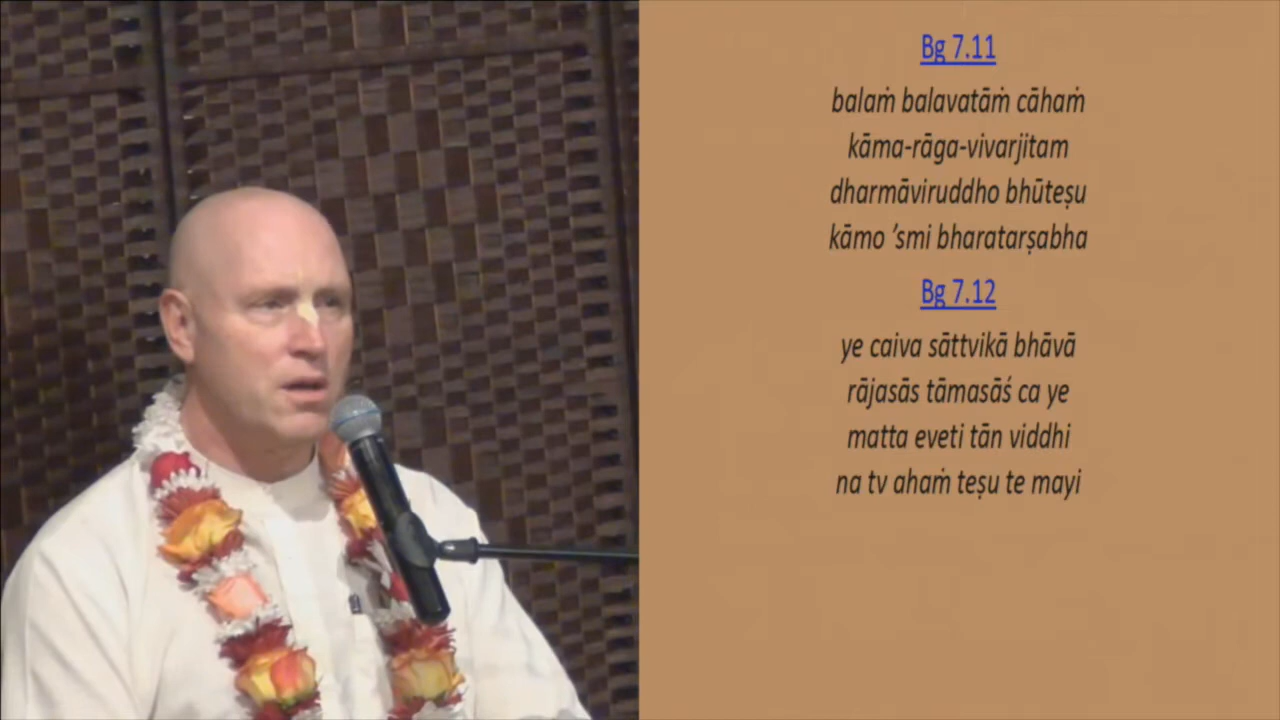 Bg 7.11
balaṁ balavatāṁ cāhaṁ
kāma-rāga-vivarjitam
dharmāviruddho bhūteṣu
kāmo ’smi bharatarṣabha
Bg 7.12
ye caiva sāttvikā bhāvā
rājasās tāmasāś ca ye
matta eveti tān viddhi
na tv ahaṁ teṣu te mayi